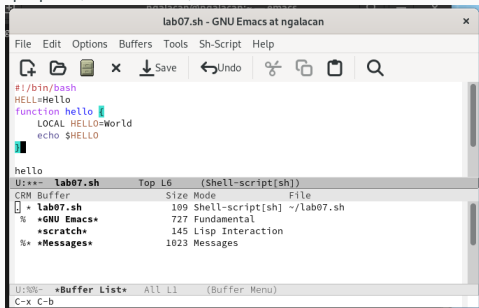 lab07.sh - GNU Emacs at ngalacan
File Edit Options Buffers Tools Sh-Script Help
Save Undo
#!/bin/bash
HELL=Hello
function hello {
    LOCAL HELLO=World
    echo $HELLO
}
hello
U:**- lab07.sh Top L6 (Shell-script[sh])
CRM Buffer Size Mode File
. * lab07.sh 109 Shell-script[sh] ~/lab07.sh
% *GNU Emacs* 727 Fundamental
*scratch* 145 Lisp Interaction
%* *Messages* 1023 Messages
U:%%- *Buffer List* All L1 (Buffer Menu)
C-x C-b